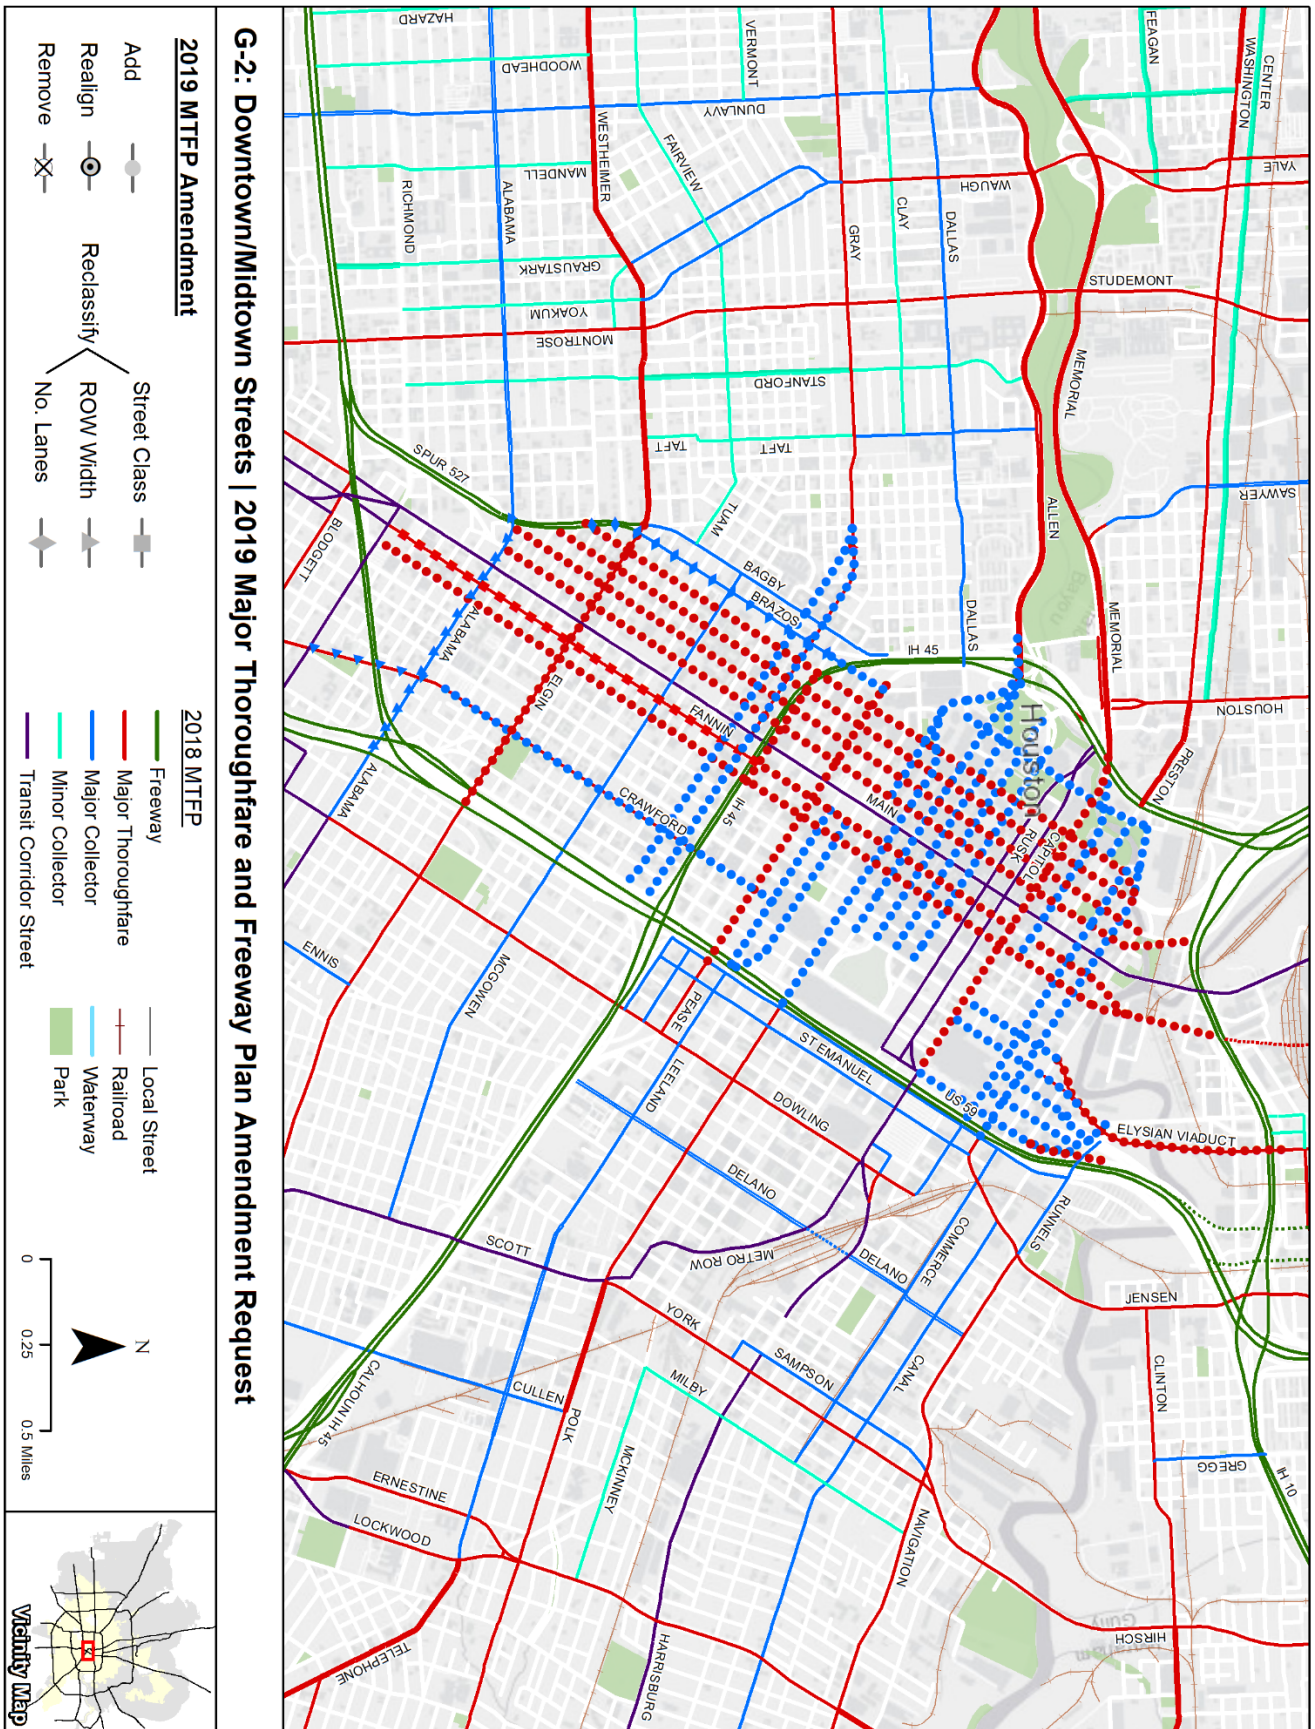 HAZARD
WOODHEAD
VERMONT
DUNLAVY
FEAGAN
CENTER
WASHINGTON
YALE
WESTHEIMER
FAIRVIEW
MANDELL
RICHMOND
ALABAMA
WAUGH
CLAY
DALLAS
GRAY
GRAUSTARK
YOAKUM
MONTROSE
STUDEMONT
MEMORIAL
STANFORD
TAFT
TAFT
SPUR 527
TUAM
ALLEN
SAWYER
BLODGETT
BAGBY
BRAZOS
DALLAS
MEMORIAL
IH 45
ALABAMA
ELGIN
FANNIN
Houston
HOUSTON
PRESTON
ALABAMA
CRAWFORD
IH 45
MAIN
RUSK
CAPITOL
ENNIS
MCGOWEN
PEASE
LEELAND
ST EMANUEL
DOWLING
US 59
ELYSIAN VIADUCT
DELANO
RUNNELS
SCOTT
METRO ROW
DELANO
COMMERCE
JENSEN
YORK
SAMPSON
CANAL
CLINTON
CALHOUN
IH 45
CULLEN
POLK
MILBY
MCKINNEY
GREGG
IH 10
ERNESTINE
LOCKWOOD
NAVIGATION
TELEPHONE
HARRISBURG
HIRSCH
G-2: Downtown/Midtown Streets | 2019 Major Thoroughfare and Freeway Plan Amendment Request
2019 MTFP Amendment
Add
Realign
Remove
Reclassify
Street Class
ROW Width
No. Lanes
2018 MTFP
Freeway
Major Thoroughfare
Major Collector
Minor Collector
Transit Corridor Street
Local Street
Railroad
Waterway
Park
N
0
0.25
0.5 Miles
Vicinity Map